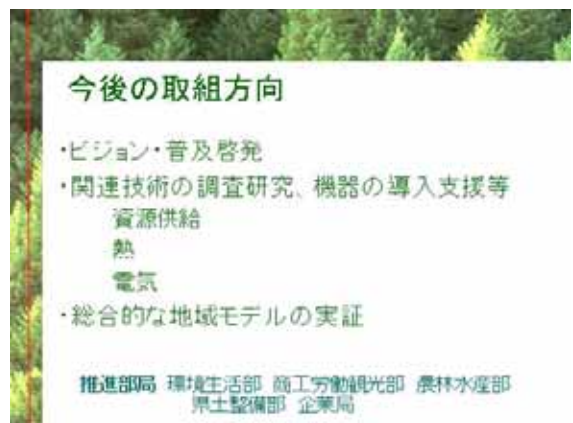 今後の取組方向
・ビジョン・普及啓発
・関連技術の調査研究、機器の導入支援等
資源供給
熱
電気
・総合的な地域モデルの実証
推進部局 環境生活部 商工労働観光部 農林水産部
県土整備部 企業局